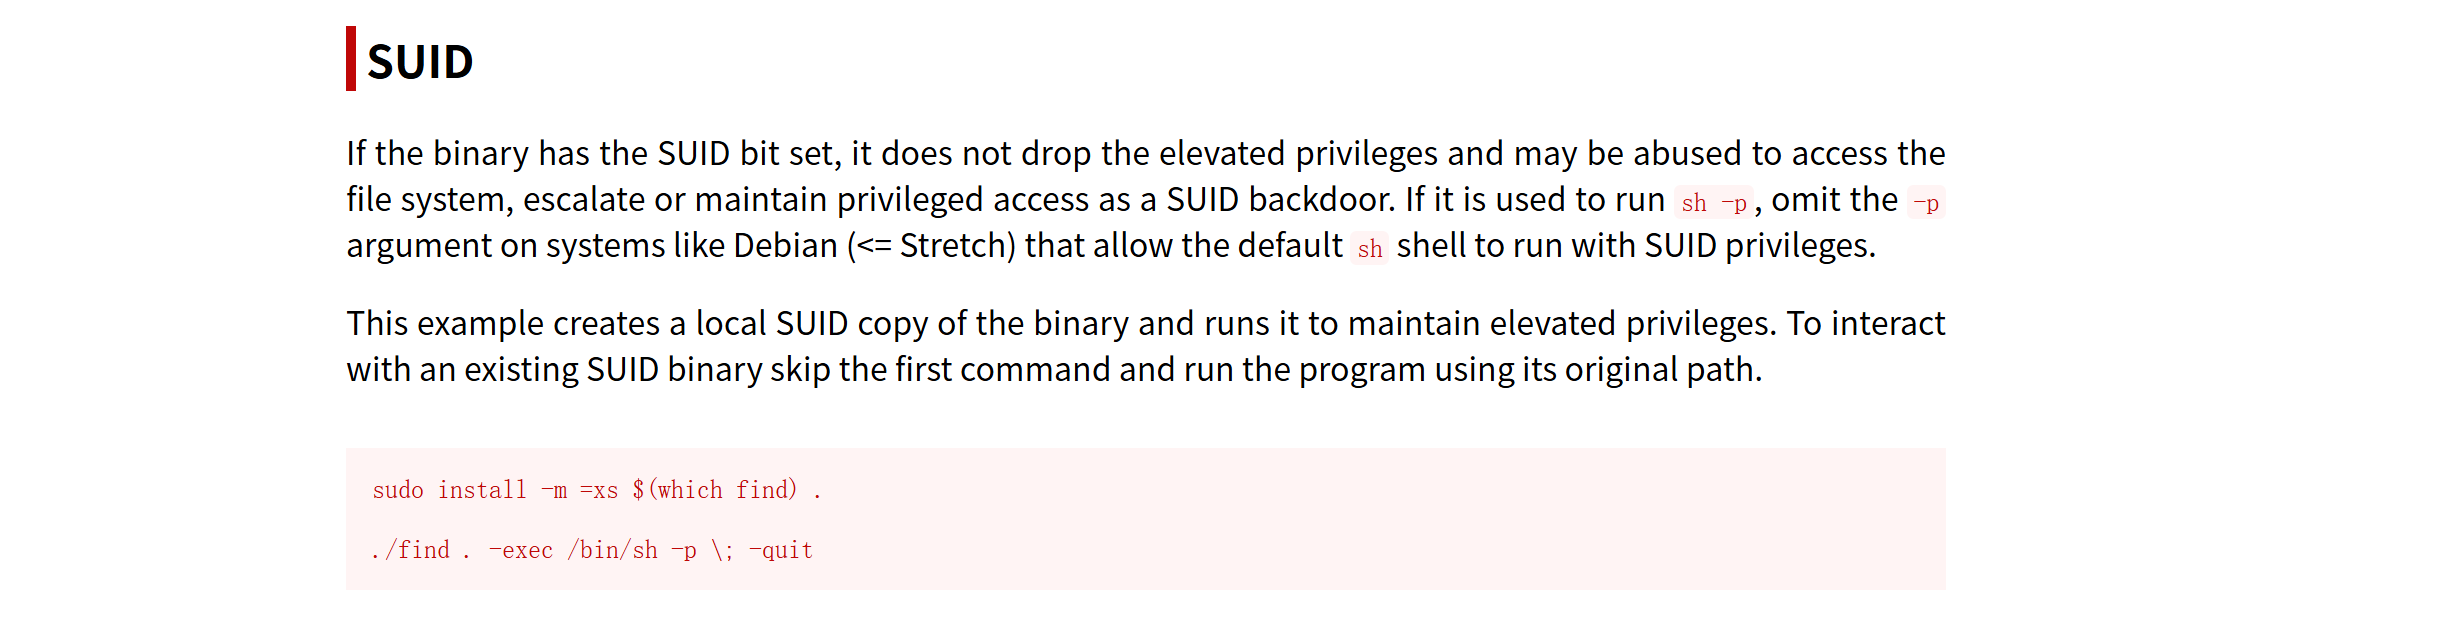 SUID
If the binary has the SUID bit set, it does not drop the elevated privileges and may be abused to access the
file system, escalate or maintain privileged access as a SUID backdoor. If it is used to run sh -p, omit the -p
argument on systems like Debian (<= Stretch) that allow the default sh shell to run with SUID privileges.
This example creates a local SUID copy of the binary and runs it to maintain elevated privileges. To interact
with an existing SUID binary skip the first command and run the program using its original path.
sudo install -m =xs $(which find) .
./find . -exec /bin/sh -p \; -quit